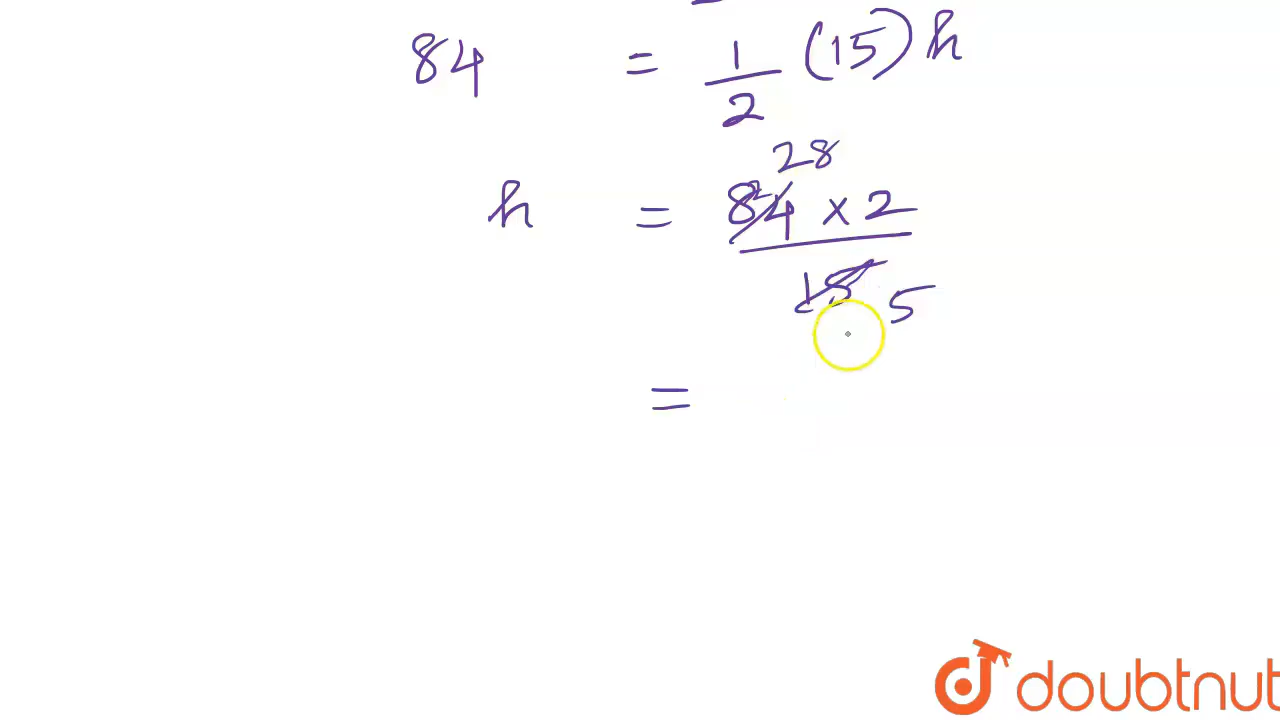 84 = 1/2 (15) h
28
h = 84 × 2
15 5
=
doubtnut